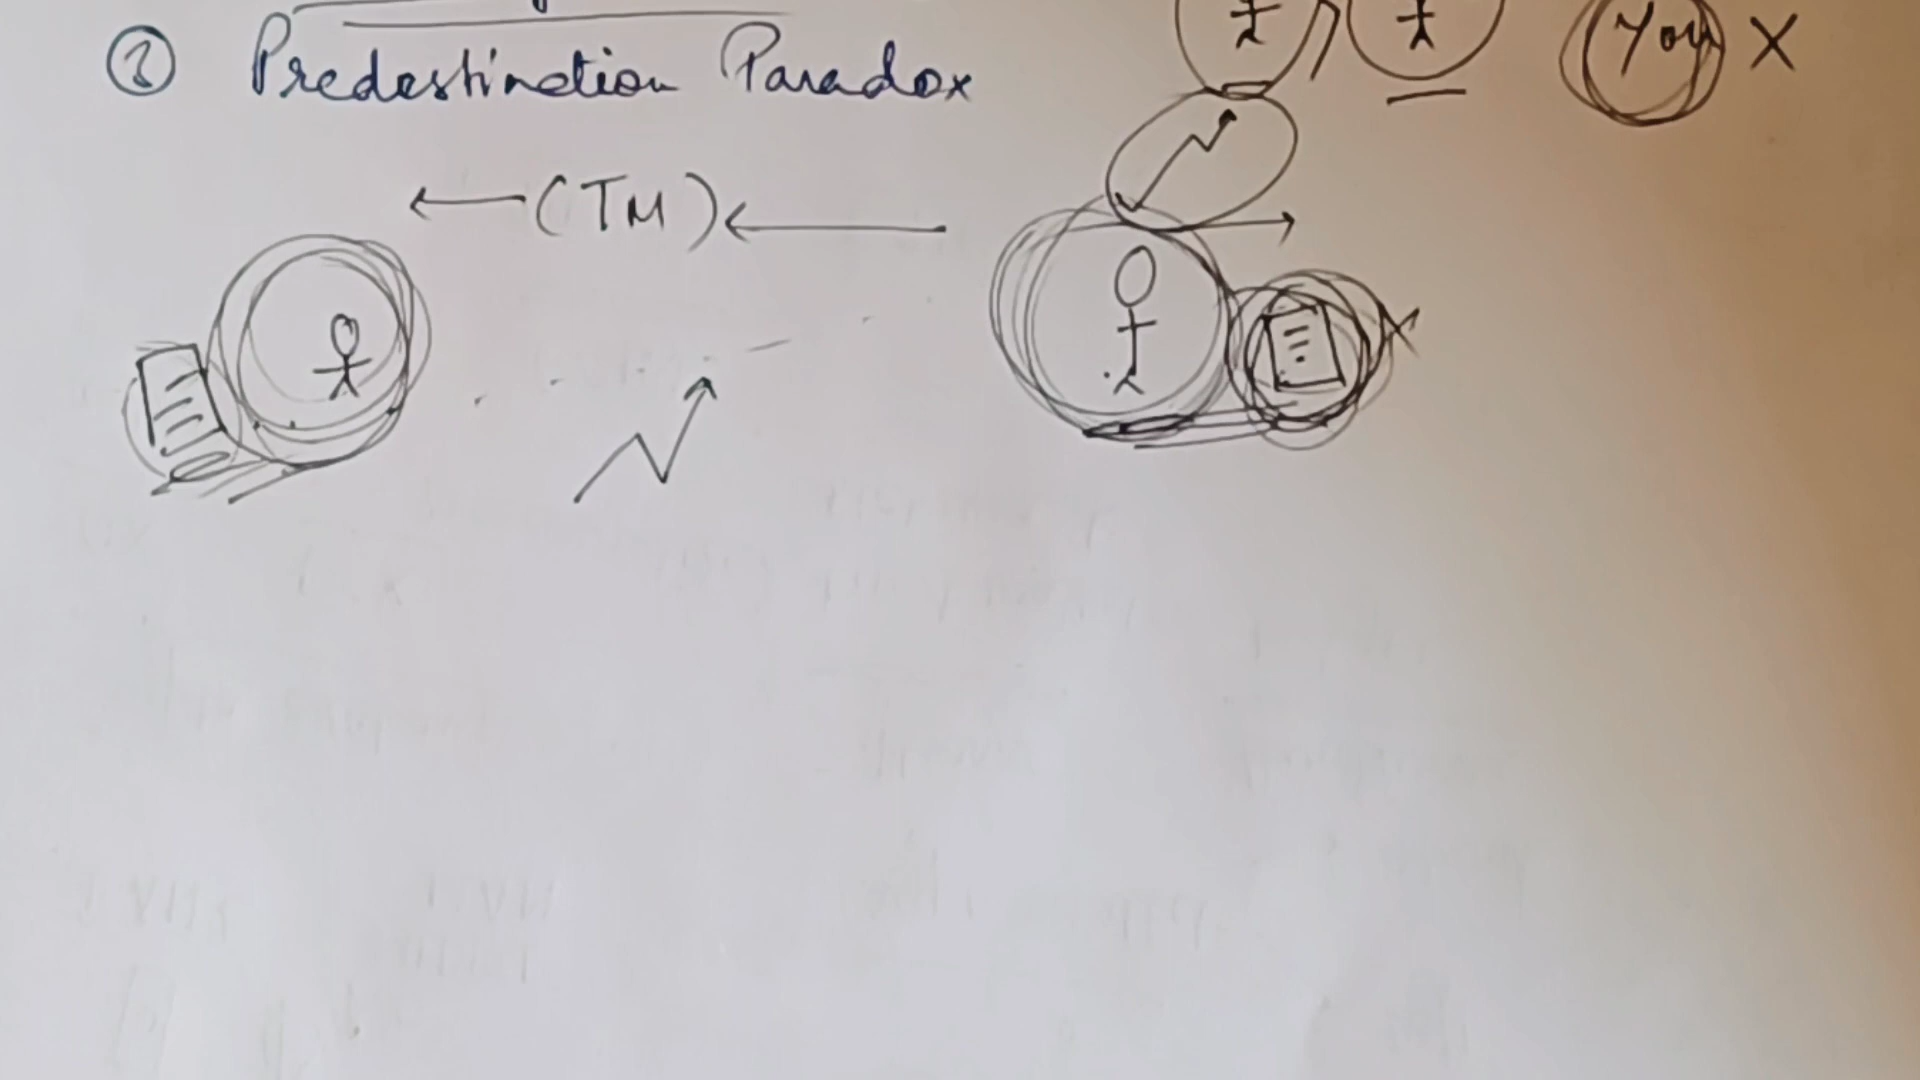 You X
② Predestination Paradox
(TM)